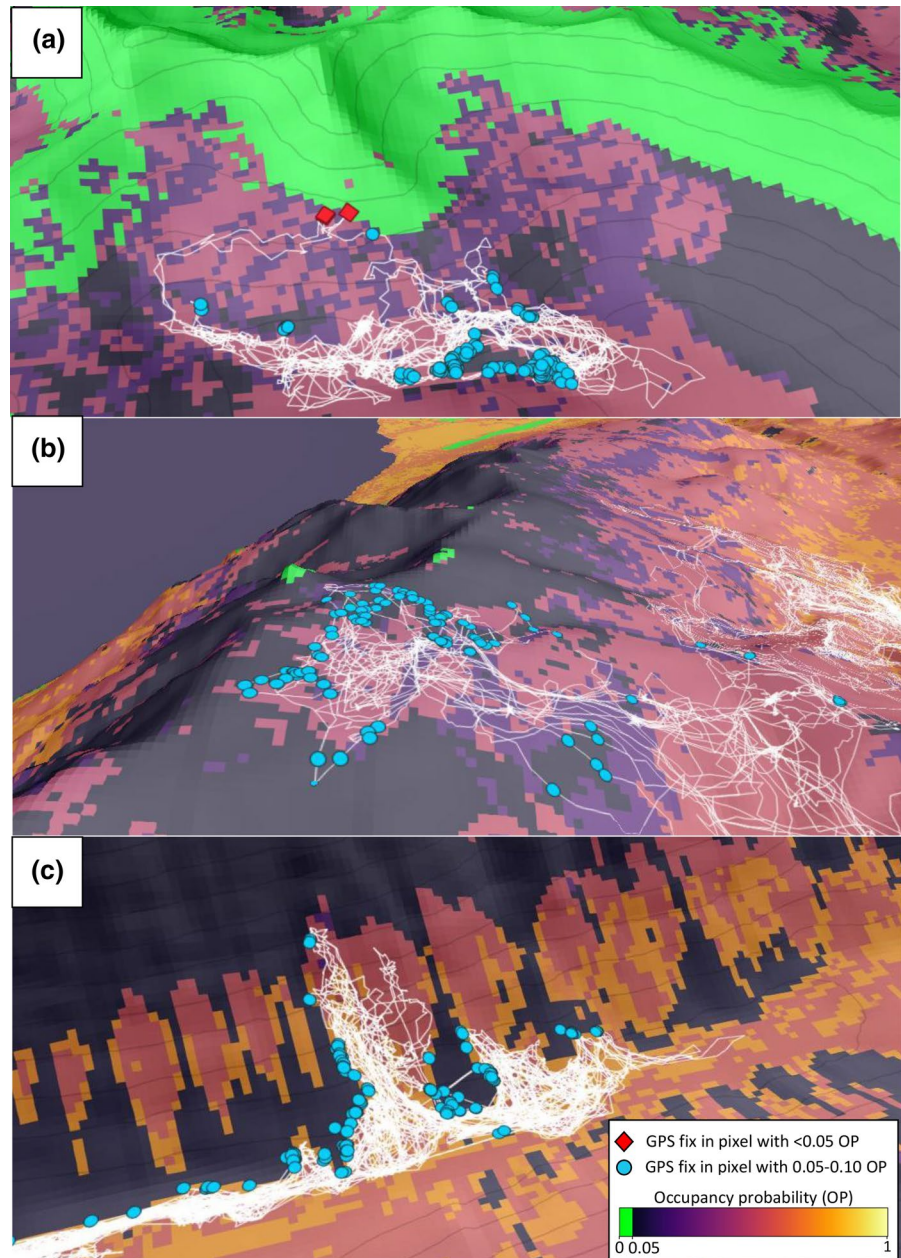 (a)
(b)
(c)
GPS fix in pixel with <0.05 OP
GPS fix in pixel with 0.05-0.10 OP
Occupancy probability (OP)
0 0.05 1